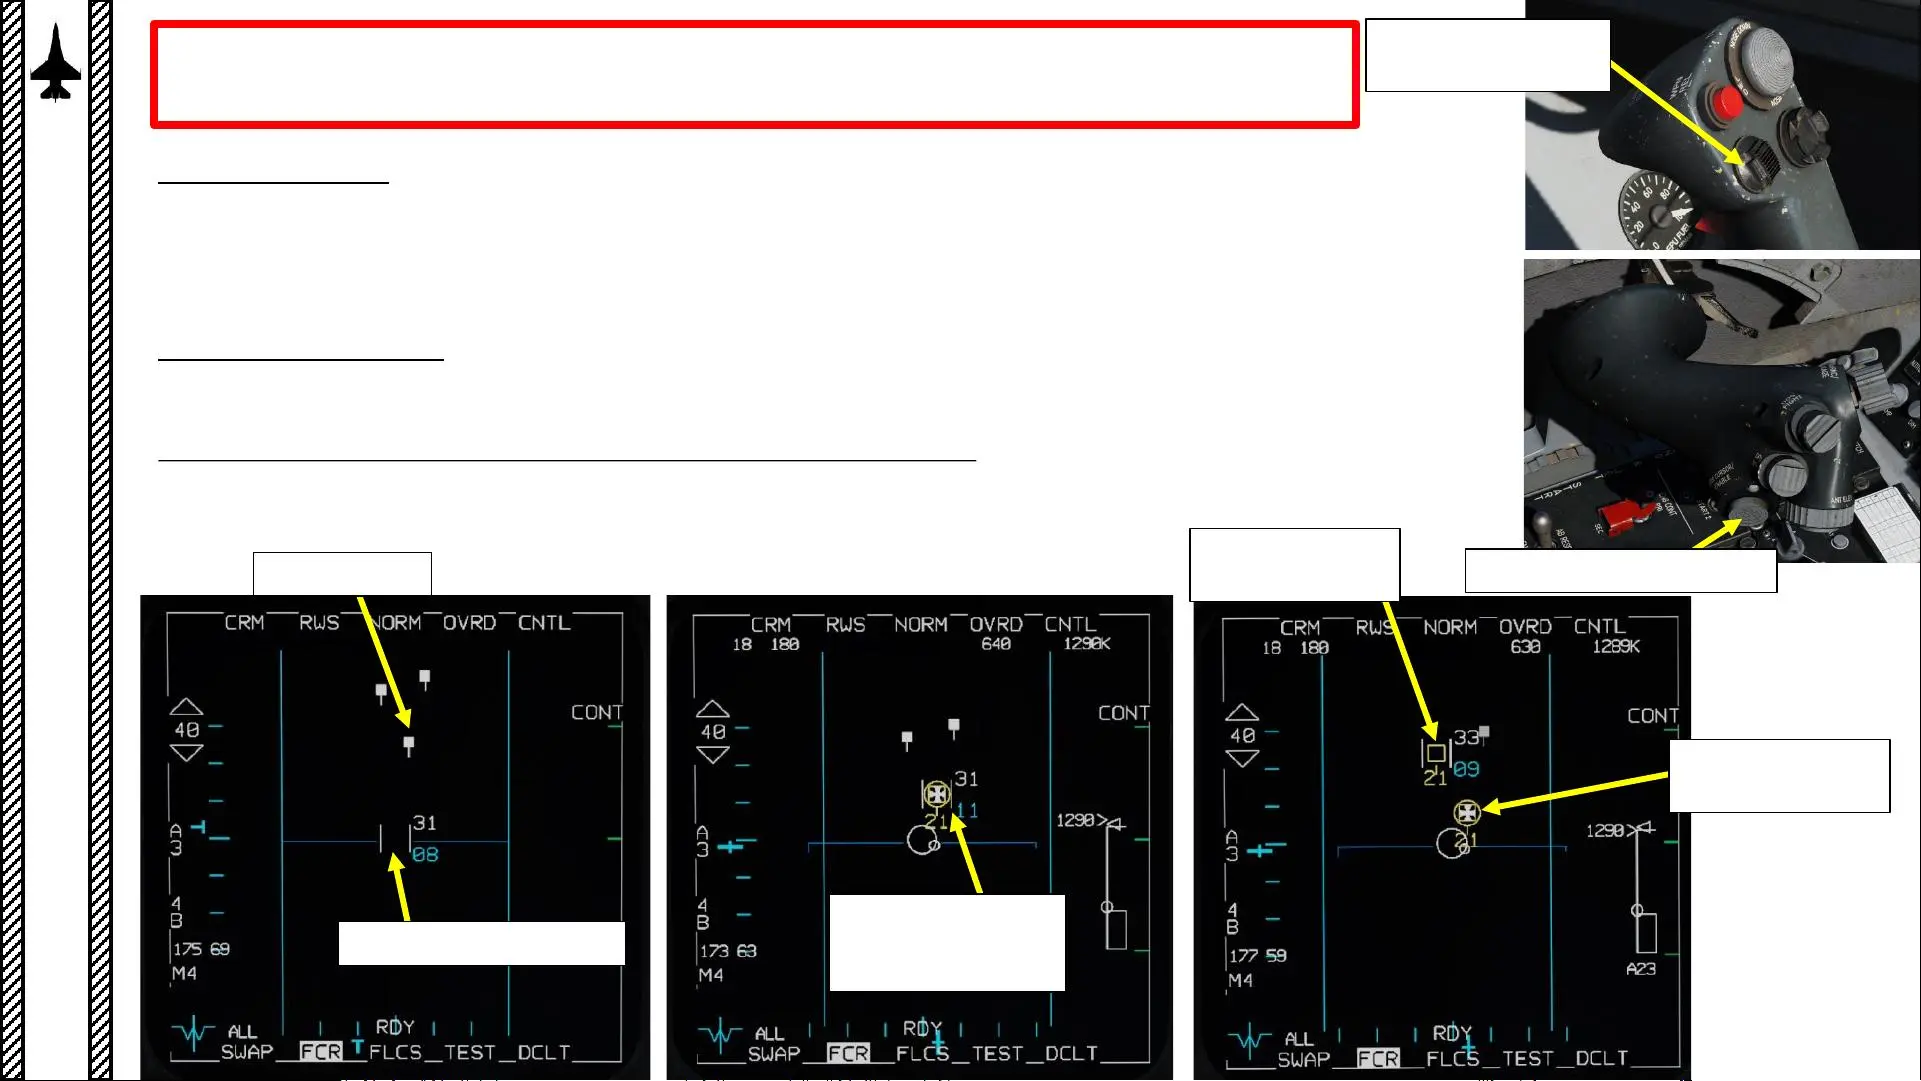 CRM RWS NORM OVRD CNTL
40
CONT
31
08
A
3
4
B
175 69
M4
RDY
ALL
SWAP FCR FLCS TEST DCLT
CRM RWS NORM OVRD CNTL
18 180 640 1290K
40
CONT
31
11
21
1290>
A
3
4
B
173 63
M4
RDY
ALL
SWAP FCR FLCS TEST DCLT
CRM RWS NORM OVRD CNTL
18 180 630 1289K
40
CONT
33
09
21
21
1290>
A
3
4
B
177 59
M4
A23
RDY
ALL
SWAP FCR FLCS TEST DCLT